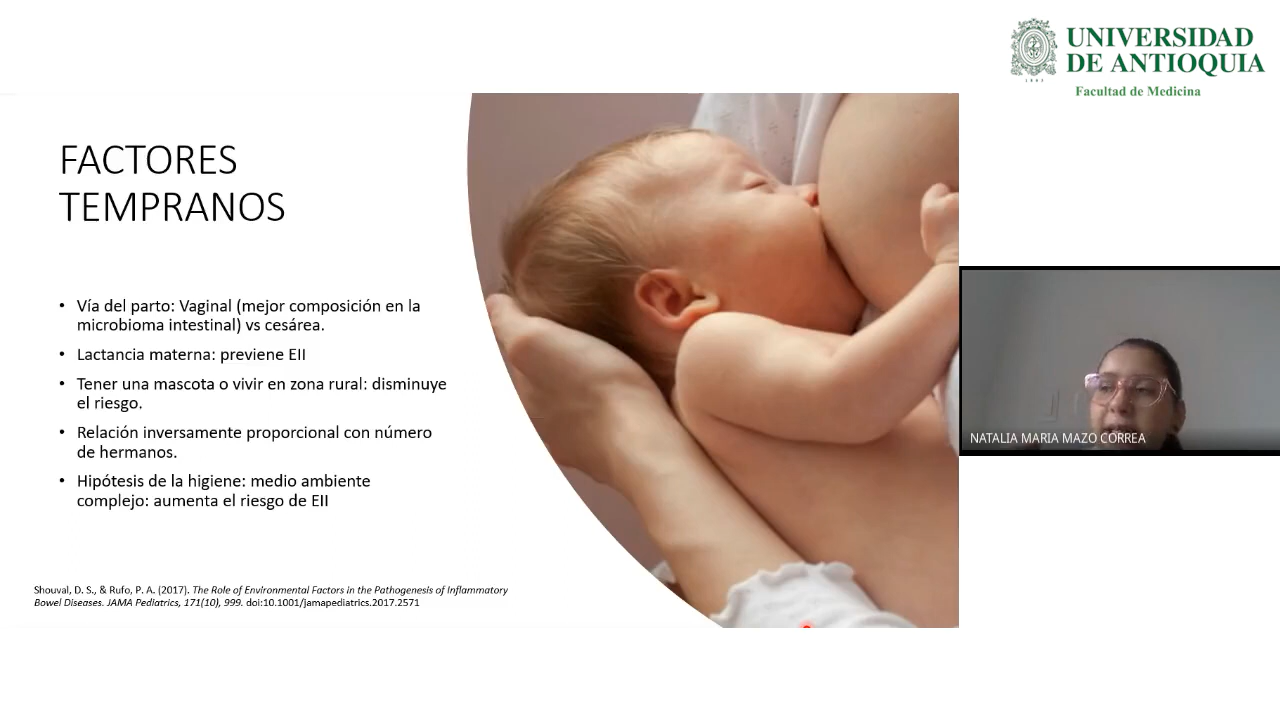 UNIVERSIDAD
DE ANTIOQUIA
1803
Facultad de Medicina
FACTORES
TEMPRANOS
• Vía del parto: Vaginal (mejor composición en la
microbioma intestinal) vs cesárea.
• Lactancia materna: previene EII
• Tener una mascota o vivir en zona rural: disminuye
el riesgo.
• Relación inversamente proporcional con número
de hermanos.
• Hipótesis de la higiene: medio ambiente
complejo: aumenta el riesgo de EII
Shouval, D. S., & Rufo, P. A. (2017). The Role of Environmental Factors in the Pathogenesis of Inflammatory
Bowel Diseases. JAMA Pediatrics, 171(10), 999. doi:10.1001/jamapediatrics.2017.2571
NATALIA MARIA MAZO CORREA